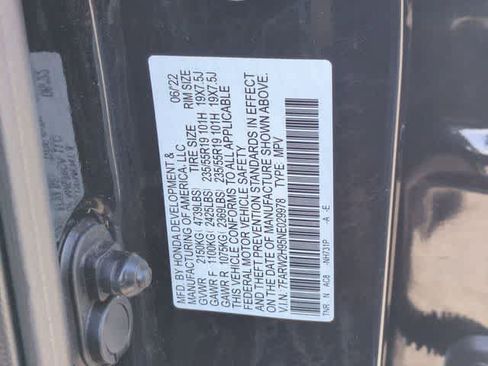 MFD. BY HONDA DEVELOPMENT & 06/22
MANUFACTURING OF AMERICA, LLC
TIRE SIZE RIM SIZE
GVWR 2150KG( 4739LBS)
GAWR F 1100KG( 2425LBS) 235/55R19 101H 19X7.5J
GAWR R 1075KG( 2369LBS) 235/55R19 101H 19X7.5J
THIS VEHICLE CONFORMS TO ALL APPLICABLE
FEDERAL MOTOR VEHICLE SAFETY
AND THEFT PREVENTION STANDARDS IN EFFECT
ON THE DATE OF MANUFACTURE SHOWN ABOVE.
V.I.N. 7FARW2H95NE029978 TYPE: MPV
TNR N AC8 -NH731P -A -E